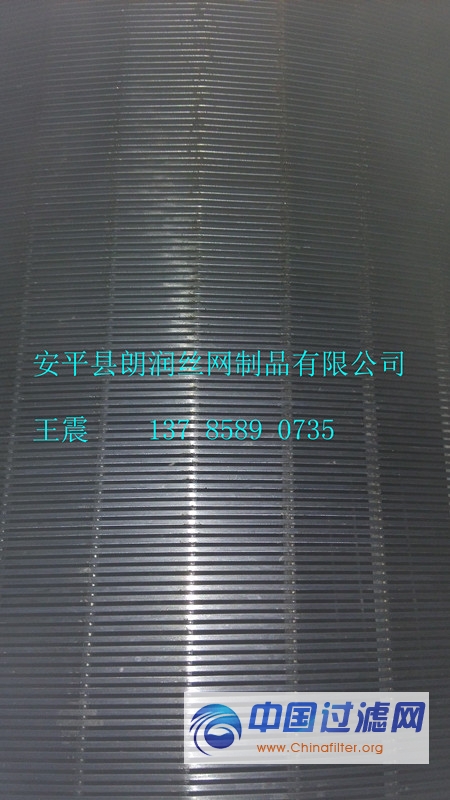 安平县朗润丝网制品有限公司
王震 137 8589 0735
中国过滤网
www.Chinafilter.org